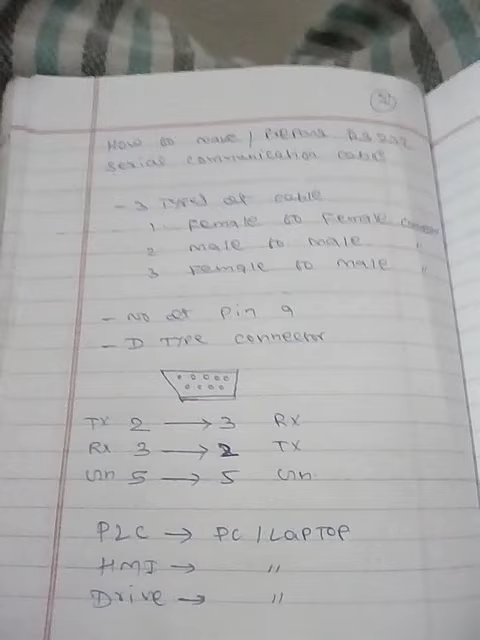 31
How to make / prepare RS232
serial communication cable
- 3 Types of cable
1. Female to Female connector
2 male to male "
3 Female to male "
- No of Pin 9
- D TYPE connector
TX 2 → 3 RX
Rx 3 → 2 TX
Gn 5 → 5 Gn.
PLC → PC / LAPTOP
HMI → "
Drive → "